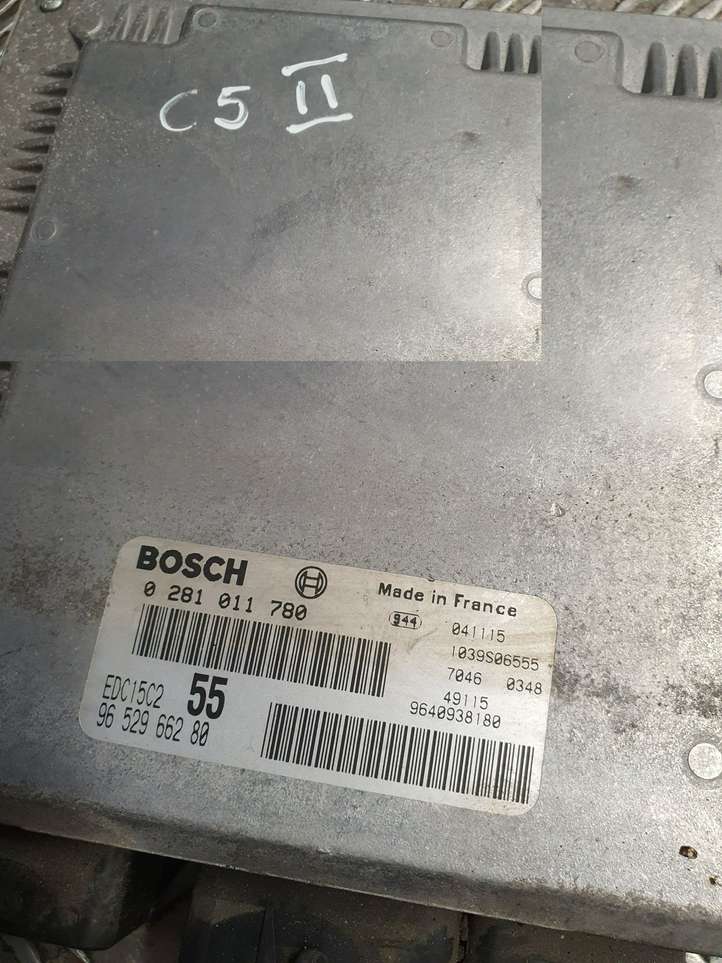 C5 II
BOSCH
0 281 011 780
Made in France
944 041115
1039S06555
7046 0348
49115
9640938180
EDC15C2 55
96 529 662 80